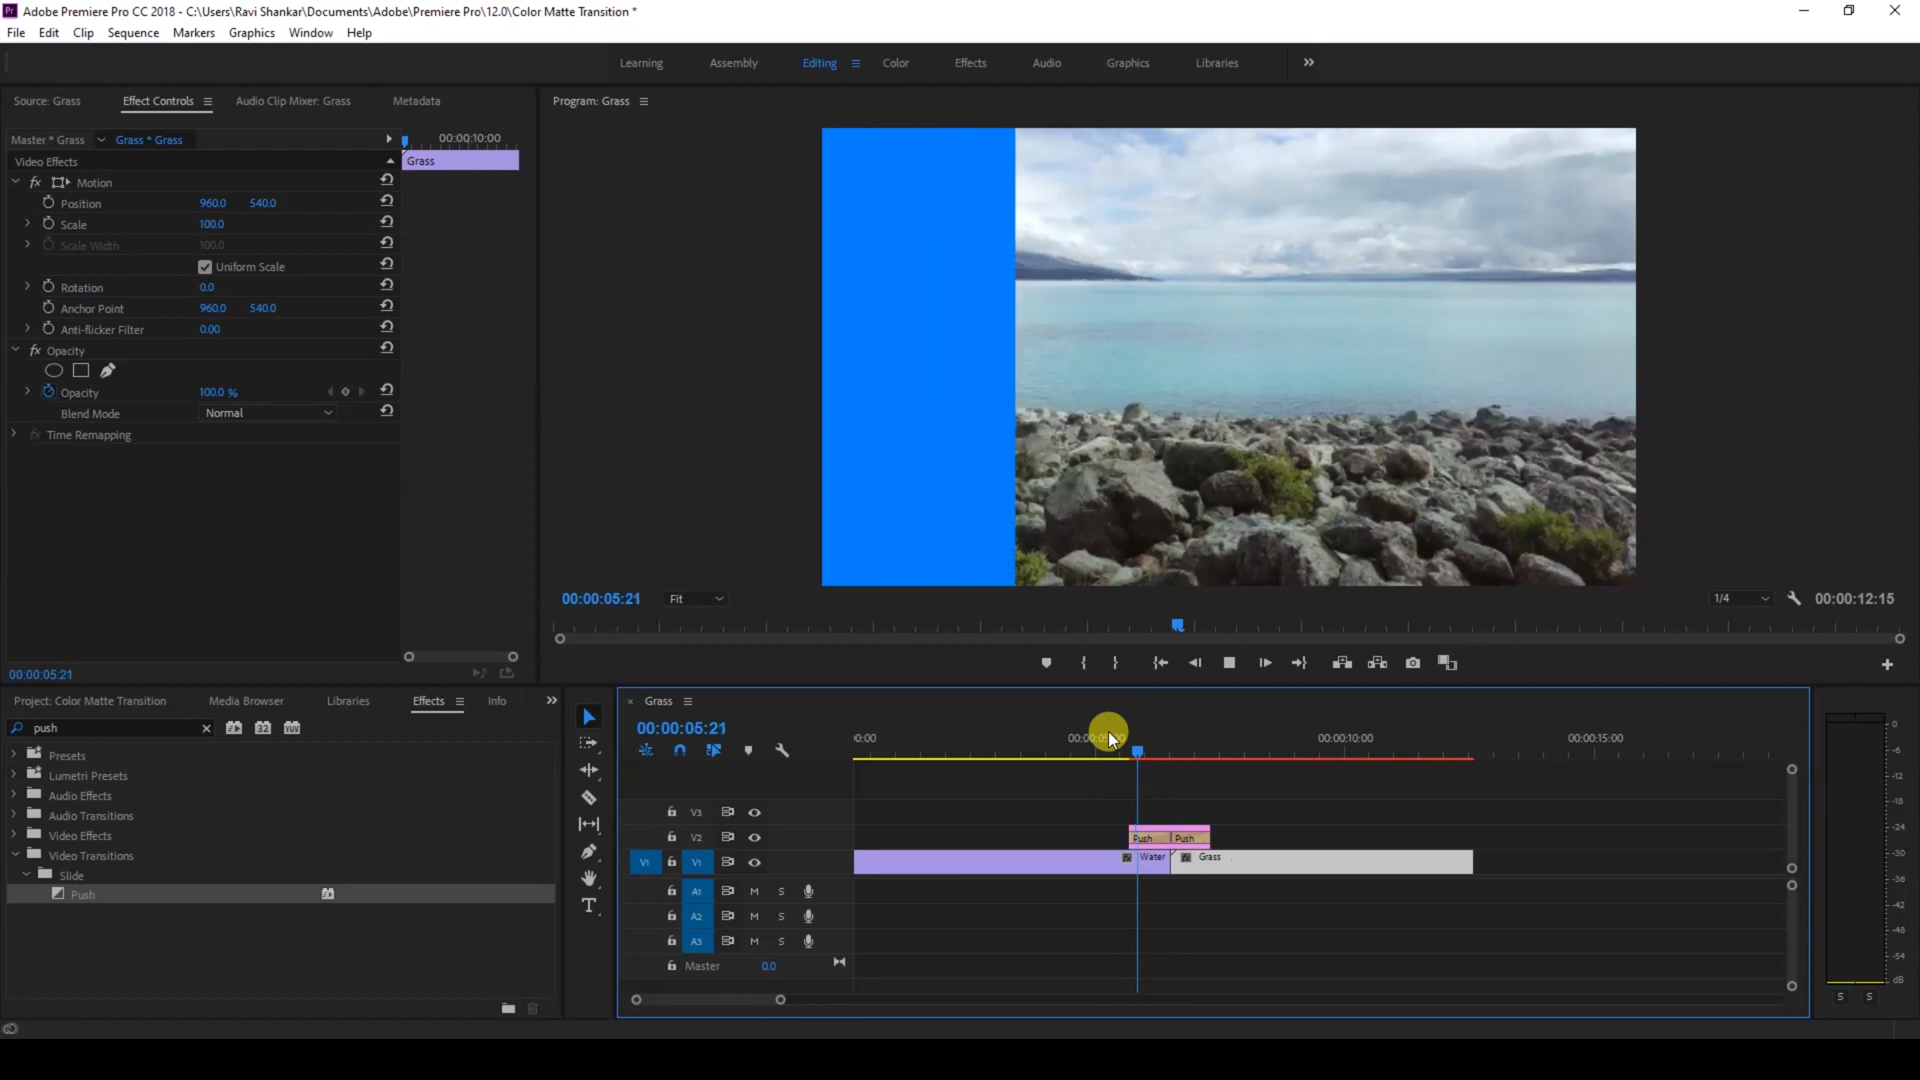 Pr Adobe Premiere Pro CC 2018 - C:\Users\Ravi Shankar\Documents\Adobe\Premiere Pro\12.0\Color Matte Transition *
File Edit Clip Sequence Markers Graphics Window Help
Learning Assembly Editing Color Effects Audio Graphics Libraries
Source: Grass Effect Controls Audio Clip Mixer: Grass Metadata
Program: Grass
Master * Grass Grass * Grass 00:00:10:00
Video Effects Grass
fx Motion
Position 960.0 540.0
Scale 100.0
Scale Width 100.0
Uniform Scale
Rotation 0.0
Anchor Point 960.0 540.0
Anti-flicker Filter 0.00
fx Opacity
Opacity 100.0 %
Blend Mode Normal
fx Time Remapping
00:00:05:21 Fit 1/4 00:00:12:15
00:00:05:21
Project: Color Matte Transition Media Browser Libraries Effects Info
push 32 YUV
Presets
Lumetri Presets
Audio Effects
Audio Transitions
Video Effects
Video Transitions
Slide
Push
Grass
00:00:05:21
:00:00 00:00:10:00 00:00:15:00
V3
V2 Push Push
V1 V1 fx Water fx Grass
A1 M S
A2 M S
A3 M S
Master 0.0
T
0
-6
-12
-18
-24
-30
-36
-42
-48
-54
dB
S S